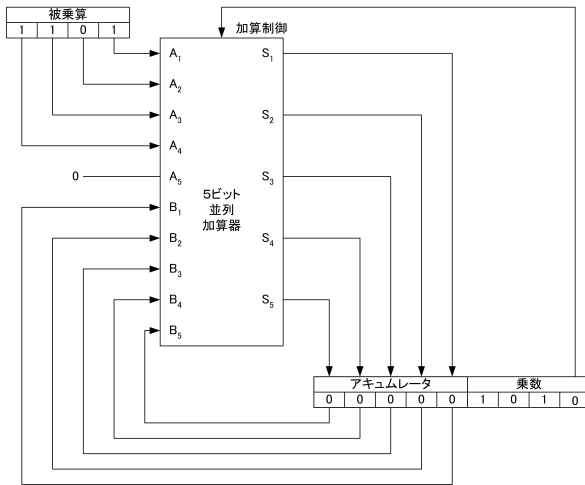 被乗算
1 1 0 1
加算制御
A1
A2
A3
A4
0 A5
B1
B2
B3
B4
B5
5ビット
並列
加算器
S1
S2
S3
S4
S5
アキュムレータ 乗数
0 0 0 0 0 1 0 1 0